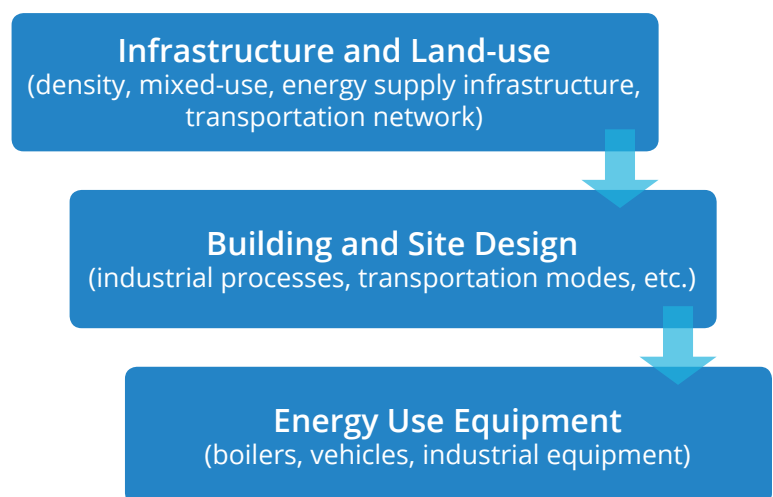 Infrastructure and Land-use
(density, mixed-use, energy supply infrastructure,
transportation network)
Building and Site Design
(industrial processes, transportation modes, etc.)
Energy Use Equipment
(boilers, vehicles, industrial equipment)